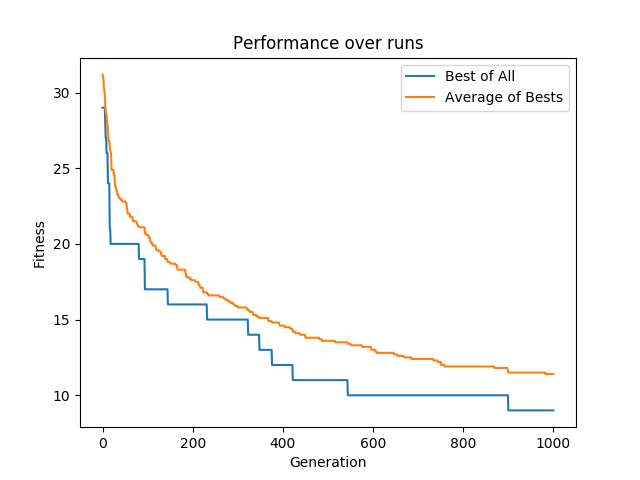 Performance over runs
Best of All
Average of Bests
30
25
20
15
10
Fitness
0 200 400 600 800 1000
Generation